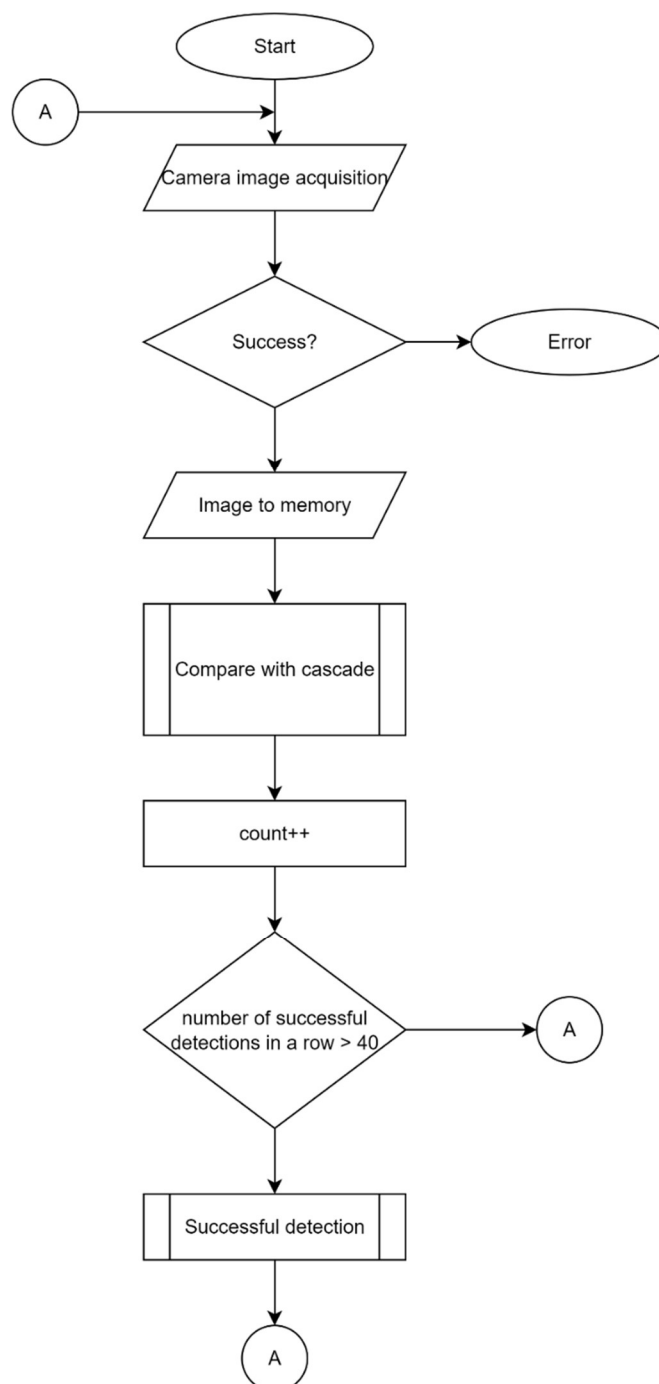 Start
A
Camera image acquisition
Success?
Error
Image to memory
Compare with cascade
count++
number of successful
detections in a row > 40
A
Successful detection
A